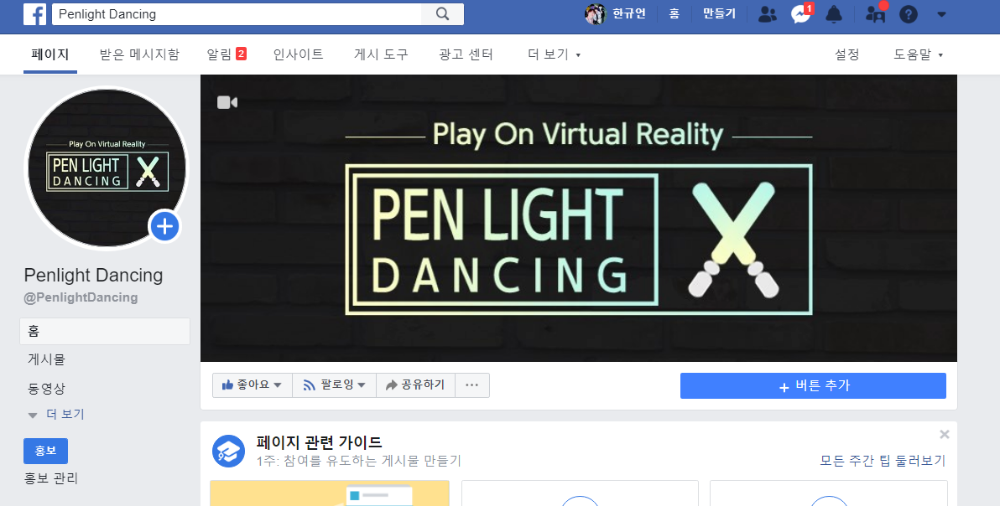 Penlight Dancing
한규언 홈 만들기 1
페이지 받은 메시지함 알림 2 인사이트 게시 도구 광고 센터 더 보기 설정 도움말
Play On Virtual Reality
PEN LIGHT
DANCING
Play On Virtual Reality
PEN LIGHT
DANCING
Penlight Dancing
@PenlightDancing
홈
게시물
동영상
더 보기
홍보
홍보 관리
좋아요 팔로잉 공유하기 ... + 버튼 추가
페이지 관련 가이드
1주: 참여를 유도하는 게시물 만들기 모든 주간 팁 둘러보기